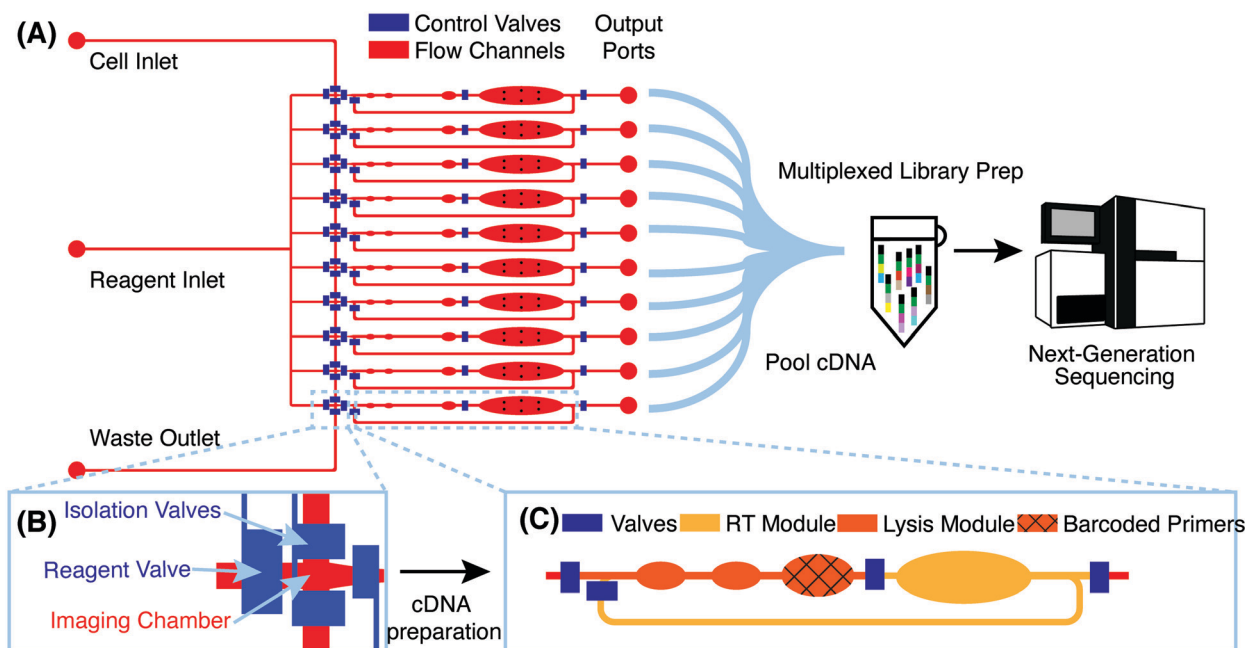 (A)
Control Valves
Flow Channels
Output
Ports
Cell Inlet
Reagent Inlet
Waste Outlet
Multiplexed Library Prep
Pool cDNA
Next-Generation
Sequencing
(B)
Isolation Valves
Reagent Valve
Imaging Chamber
cDNA
preparation
(C)
Valves
RT Module
Lysis Module
Barcoded Primers